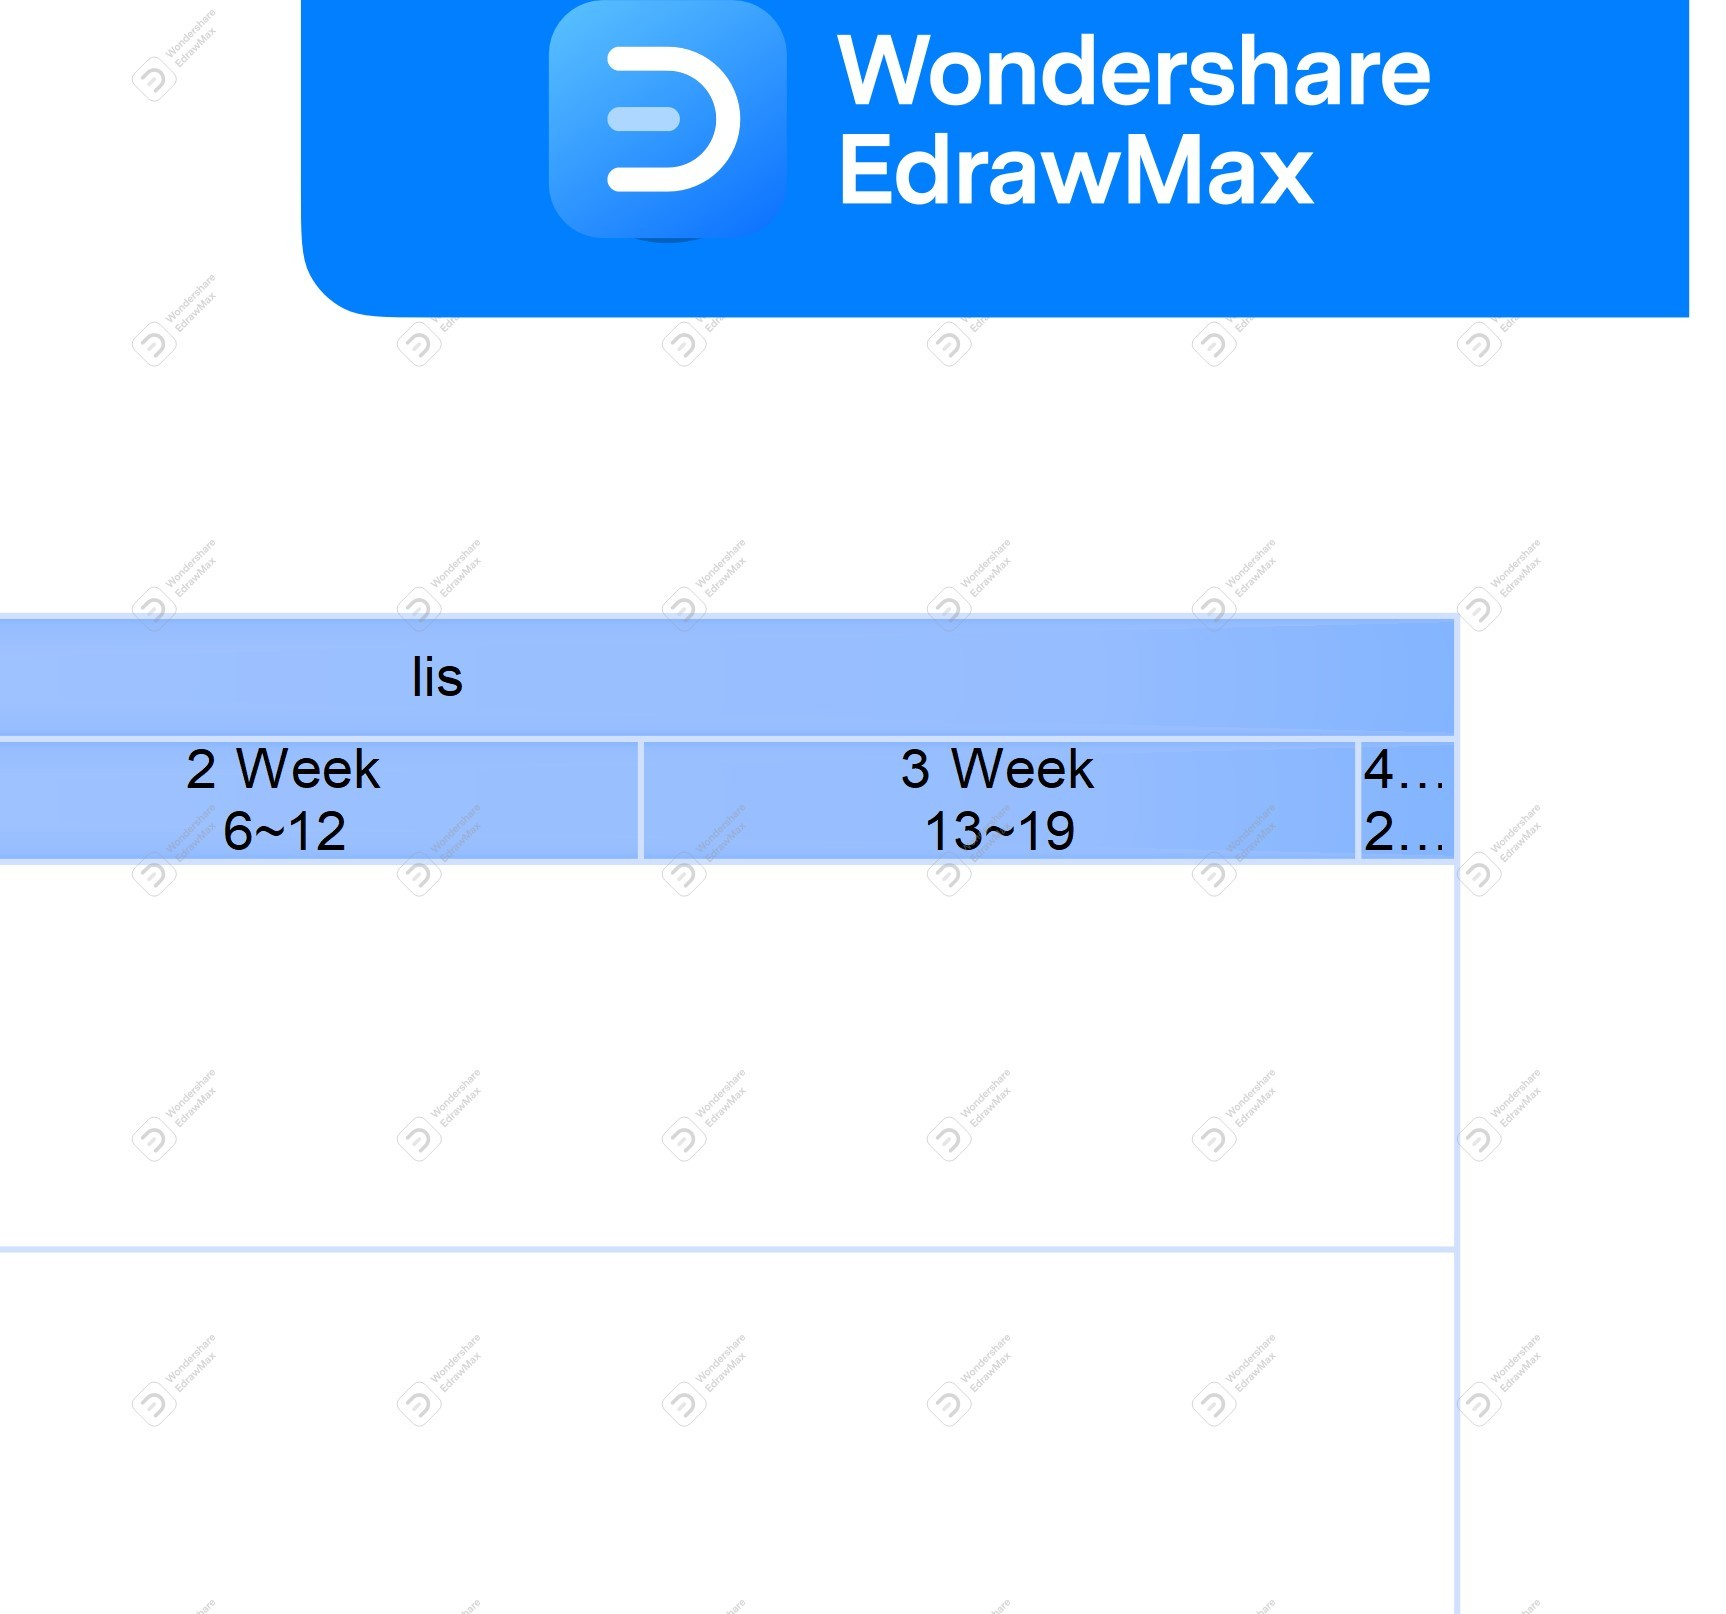 Wondershare
EdrawMax
lis
2 Week
3 Week
4...
6~12
13~19
2...